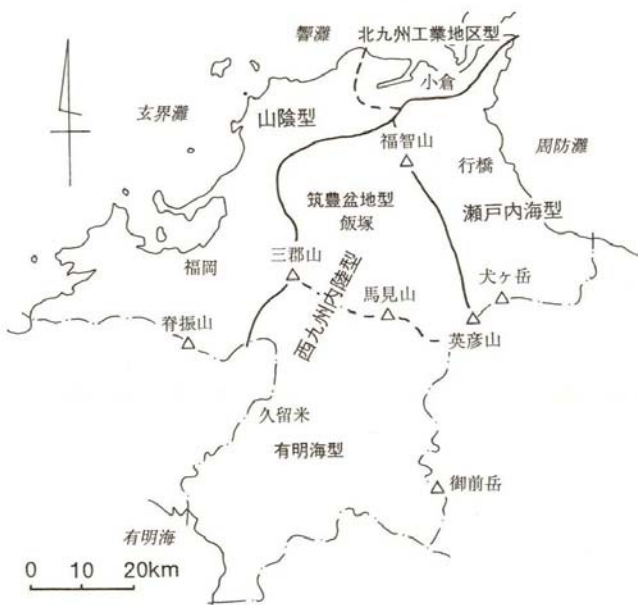 響灘
北九州工業地区型
小倉
玄界灘
山陰型
福智山
周防灘
行橋
筑豊盆地型
飯塚
瀬戸内海型
福岡
三郡山
西九州内陸型
馬見山
犬ヶ岳
脊振山
英彦山
久留米
有明海型
御前岳
有明海
0 10 20km